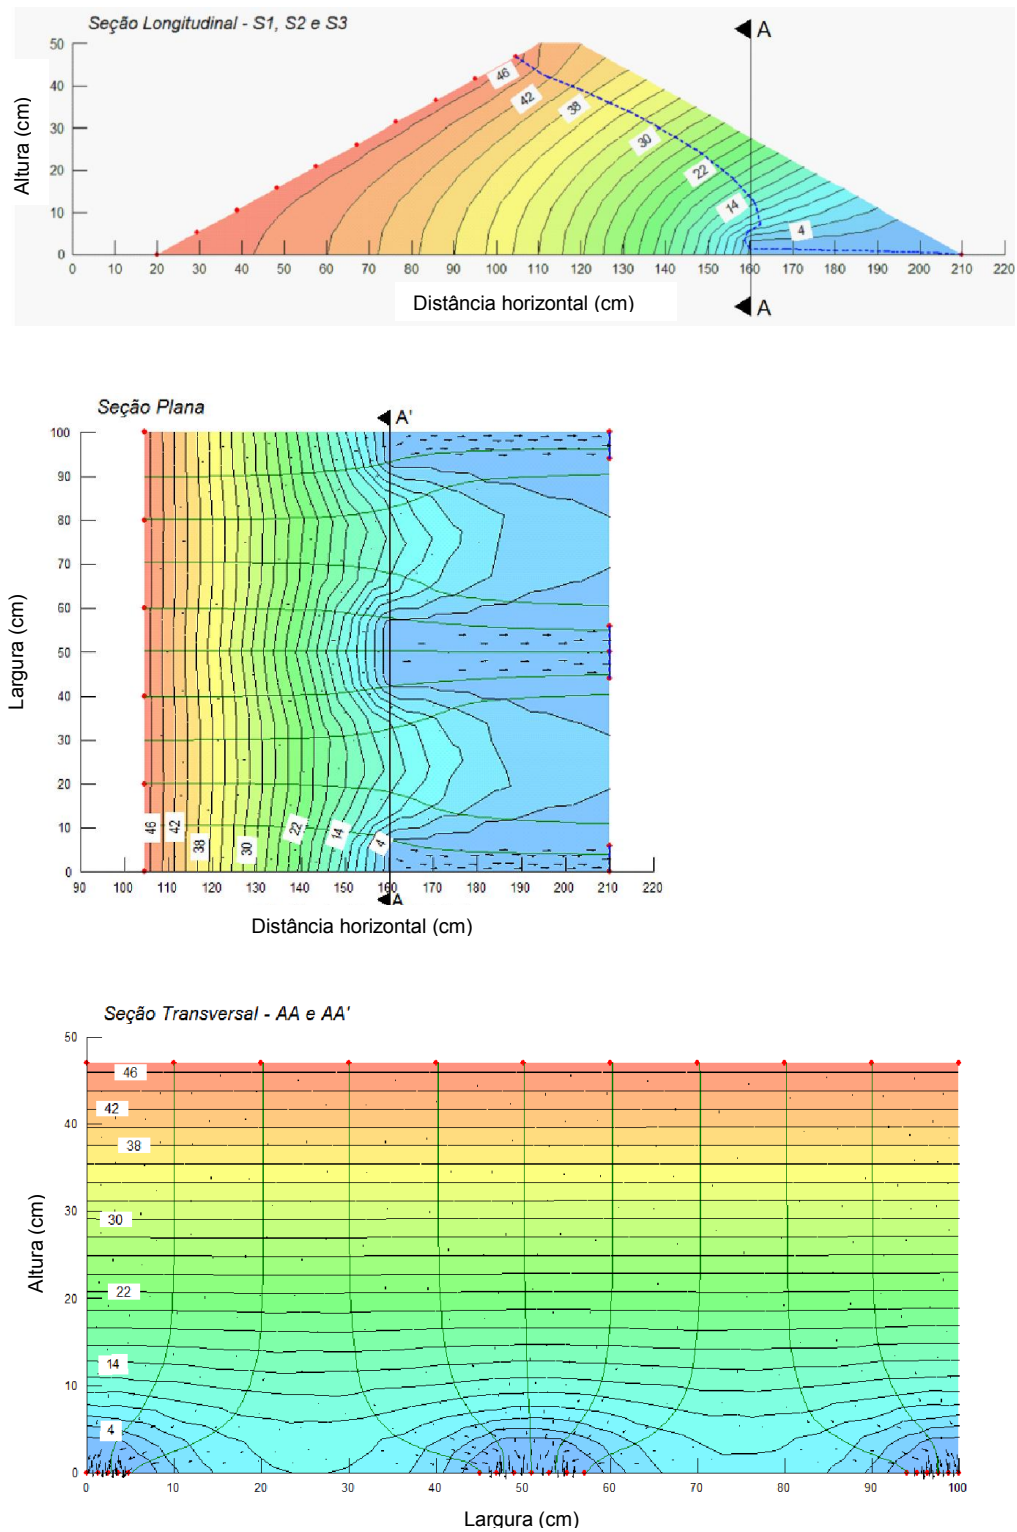 Seção Longitudinal - S1, S2 e S3
A
50
40
30
20
10
0
Altura (cm)
46
42
38
30
22
14
4
0 10 20 30 40 50 60 70 80 90 100 110 120 130 140 150 160 170 180 190 200 210 220
A
Distância horizontal (cm)
Seção Plana
A'
100
90
80
70
60
50
40
30
20
10
0
Largura (cm)
46 42 38 30 22 14 4
90 100 110 120 130 140 150 160 170 180 190 200 210 220
A
Distância horizontal (cm)
Seção Transversal - AA e AA'
50
40
30
20
10
0
Altura (cm)
46
42
38
30
22
14
4
0 10 20 30 40 50 60 70 80 90 100
Largura (cm)